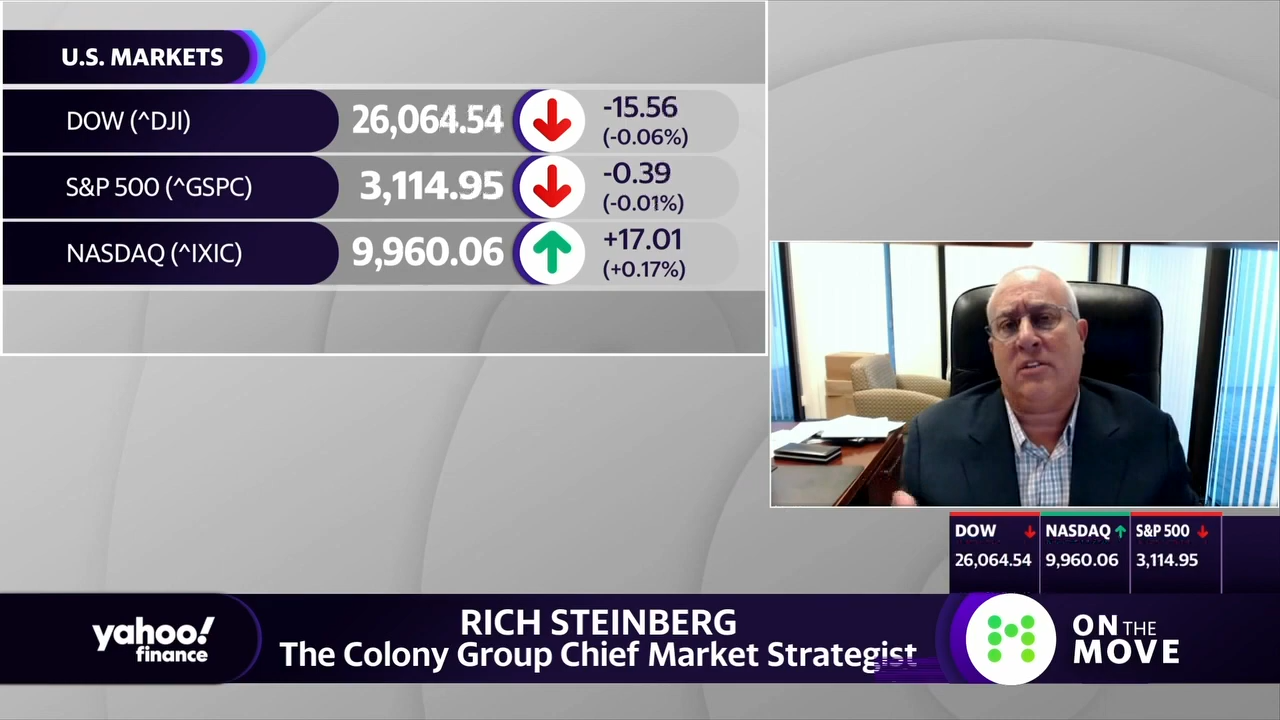 U.S. MARKETS
DOW (^DJI) 26,064.54 -15.56 (-0.06%)
S&P 500 (^GSPC) 3,114.95 -0.39 (-0.01%)
NASDAQ (^IXIC) 9,960.06 +17.01 (+0.17%)
DOW NASDAQ S&P 500
26,064.54 9,960.06 3,114.95
yahoo!
finance
RICH STEINBERG
The Colony Group Chief Market Strategist
ON THE
MOVE